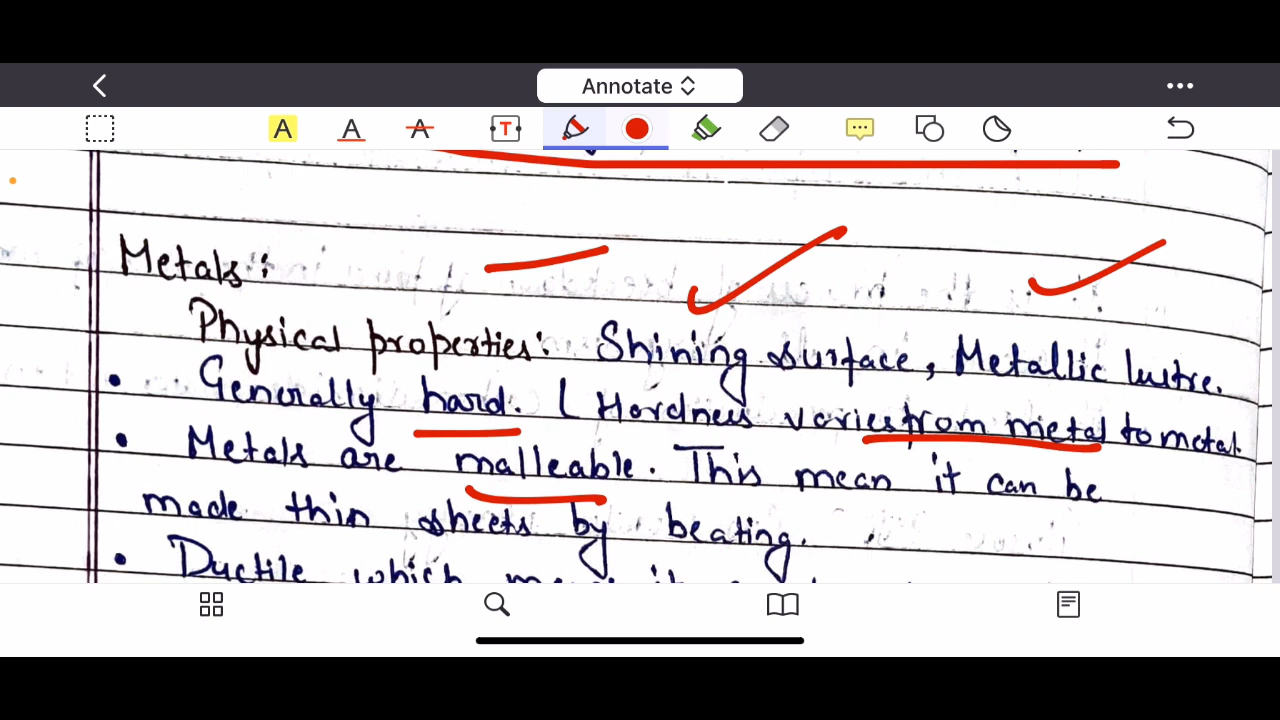 Annotate
A A A T
Metals:
Physical properties: Shining surface, Metallic lustre.
• Generally hard. ( Hardness varies from metal to metal.
• Metals are malleable. This mean it can be
made thin sheets by beating.
• Ductile which